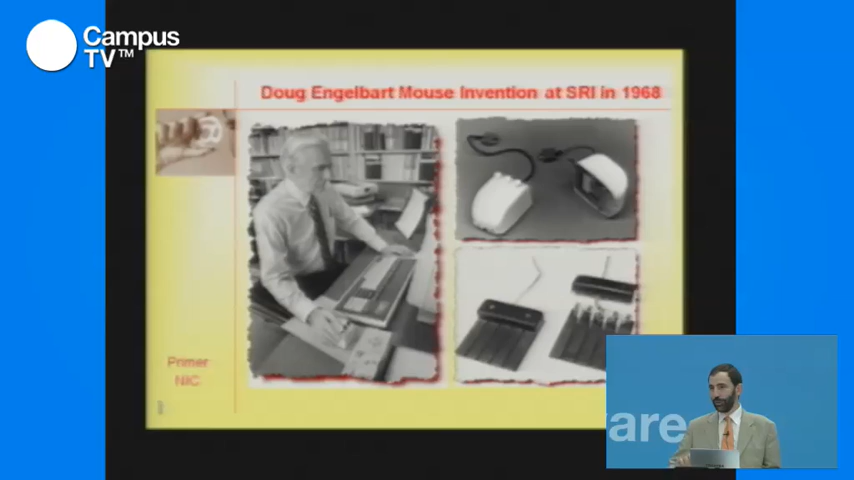 Campus
TV™
Doug Engelbart Mouse Invention at SRI in 1968
Primer
NIC
are